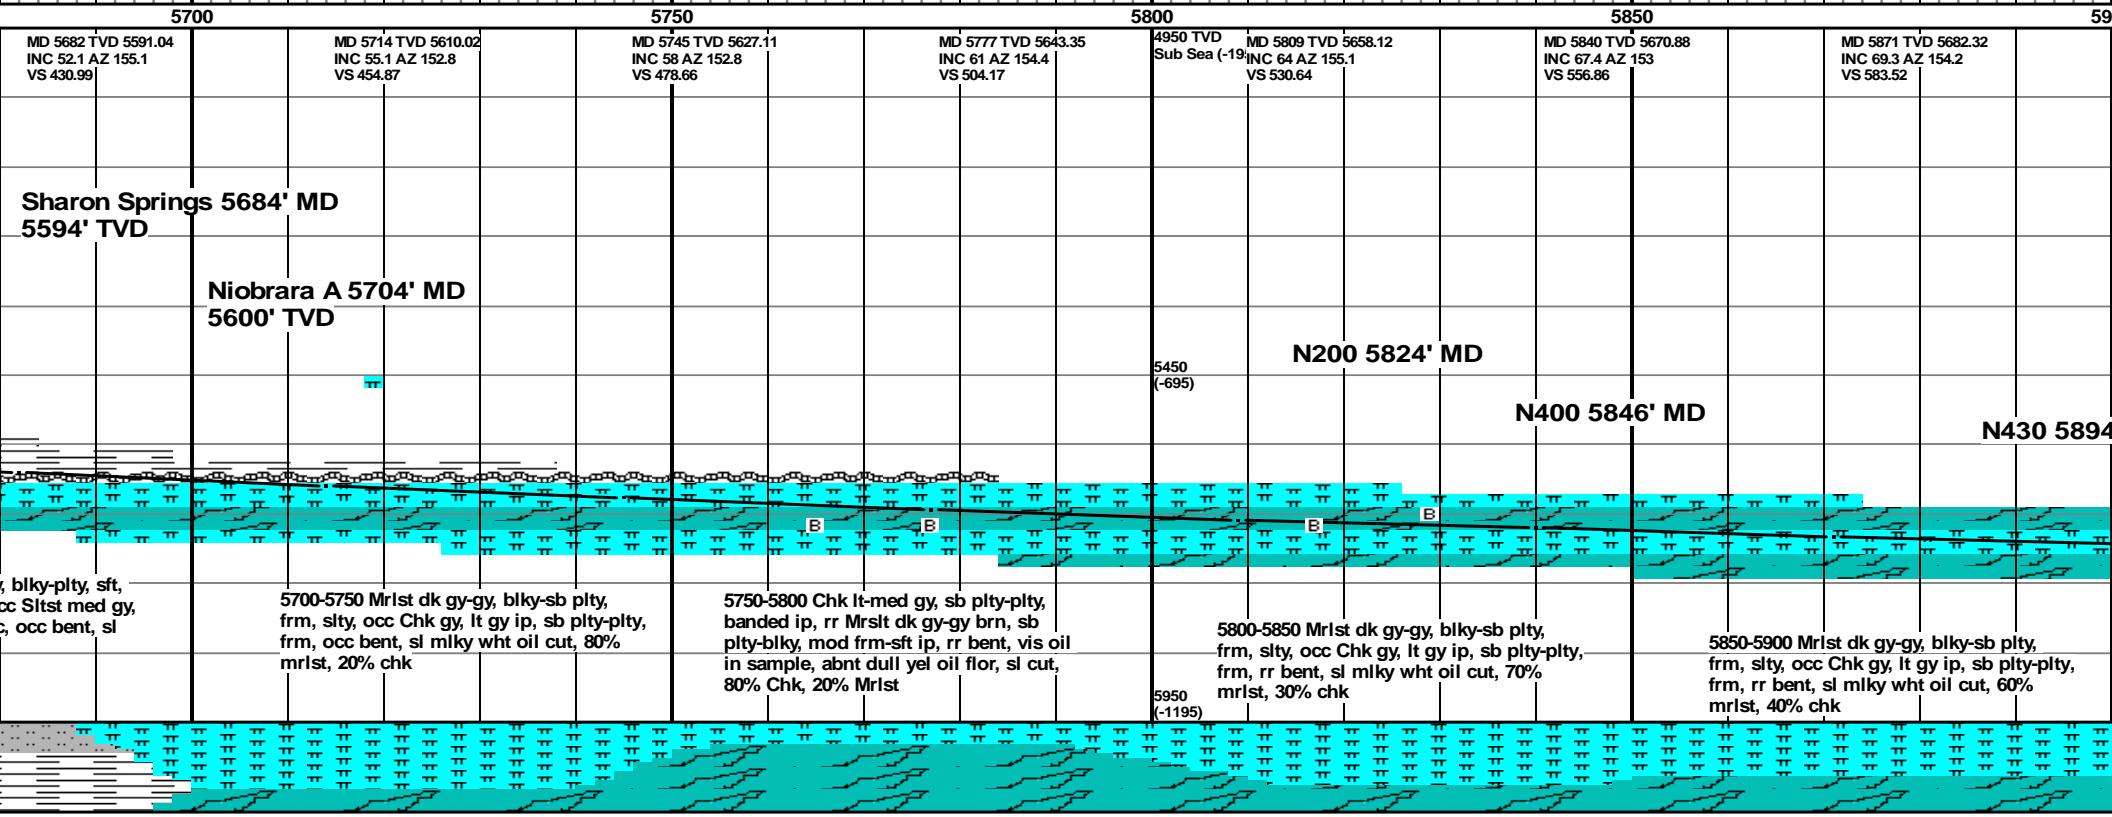 5700 5750 5800 5850 59
MD 5682 TVD 5591.04
INC 52.1 AZ 155.1
VS 430.99
MD 5714 TVD 5610.02
INC 55.1 AZ 152.8
VS 454.87
MD 5745 TVD 5627.11
INC 58 AZ 152.8
VS 478.66
MD 5777 TVD 5643.35
INC 61 AZ 154.4
VS 504.17
4950 TVD
Sub Sea (-19
MD 5809 TVD 5658.12
INC 64 AZ 155.1
VS 530.64
MD 5840 TVD 5670.88
INC 67.4 AZ 153
VS 556.86
MD 5871 TVD 5682.32
INC 69.3 AZ 154.2
VS 583.52
Sharon Springs 5684' MD
5594' TVD
Niobrara A 5704' MD
5600' TVD
N200 5824' MD
5450
(-695)
N400 5846' MD
N430 5894
B
B
B
B
, blky-plty, sft,
cc Sltst med gy,
c, occ bent, sl
5700-5750 Mrlst dk gy-gy, blky-sb plty,
frm, slty, occ Chk gy, lt gy ip, sb plty-plty,
frm, occ bent, sl mlky wht oil cut, 80%
mrlst, 20% chk
5750-5800 Chk lt-med gy, sb plty-plty,
banded ip, rr Mrslt dk gy-gy brn, sb
plty-blky, mod frm-sft ip, rr bent, vis oil
in sample, abnt dull yel oil flor, sl cut,
80% Chk, 20% Mrlst
5800-5850 Mrlst dk gy-gy, blky-sb plty,
frm, slty, occ Chk gy, lt gy ip, sb plty-plty,
frm, rr bent, sl mlky wht oil cut, 70%
mrlst, 30% chk
5850-5900 Mrlst dk gy-gy, blky-sb plty,
frm, slty, occ Chk gy, lt gy ip, sb plty-plty,
frm, rr bent, sl mlky wht oil cut, 60%
mrlst, 40% chk
5950
(-1195)